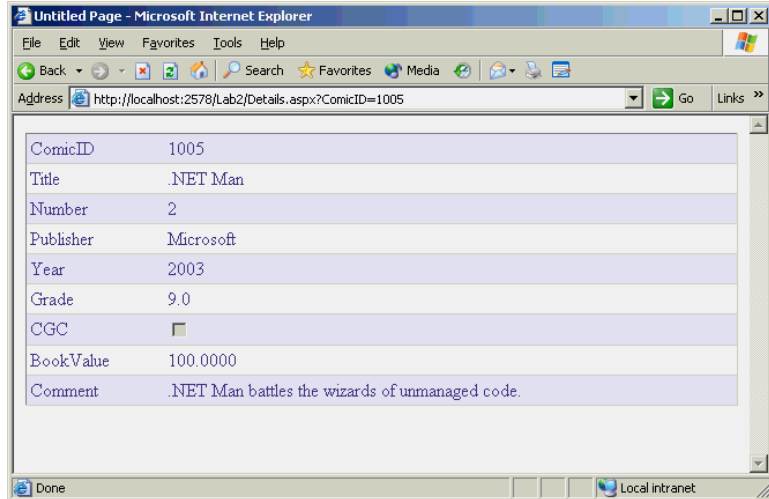 Untitled Page - Microsoft Internet Explorer
File Edit View Favorites Tools Help
Back Search Favorites Media
Address http://localhost:2578/Lab2/Details.aspx?ComicID=1005 Go Links »
ComicID 1005
Title .NET Man
Number 2
Publisher Microsoft
Year 2003
Grade 9.0
CGC
BookValue 100.0000
Comment .NET Man battles the wizards of unmanaged code.
Done Local intranet